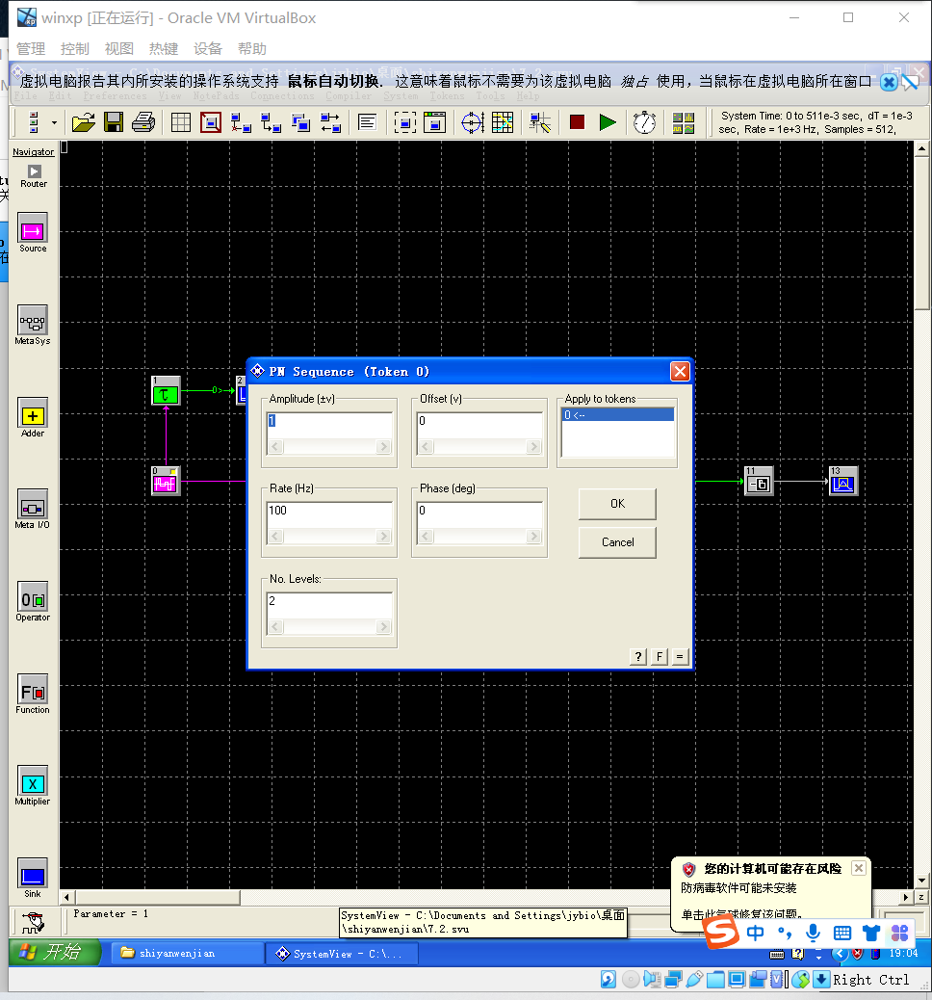 winxp [正在运行] - Oracle VM VirtualBox
管理 控制 视图 热键 设备 帮助
虚拟电脑报告其内所安装的操作系统支持 鼠标自动切换. 这意味着鼠标不需要为该虚拟电脑 独占 使用，当鼠标在虚拟电脑所在窗口
File Edit Preferences View NotePads Connections Compiler System Tokens Tools Help
System Time: 0 to 511e-3 sec, dT = 1e-3
sec, Rate = 1e+3 Hz, Samples = 512,
Navigator
Router
Source
MetaSys
Adder
Meta I/O
Operator
Function
Multiplier
Sink
1
0>
2
0
11
13
PN Sequence (Token 0)
Amplitude (±v)
1
Offset (v)
0
Apply to tokens
0 <--
Rate (Hz)
100
Phase (deg)
0
OK
Cancel
No. Levels:
2
? F =
您的计算机可能存在风险
防病毒软件可能未安装
单击此气球修复该问题。
z
Parameter = 1
SystemView - C:\Documents and Settings\jybio\桌面
\shiyanwenjian\7.2.svu
中
开始
shiyanwenjian
SystemView - C:\...
19:04
Right Ctrl